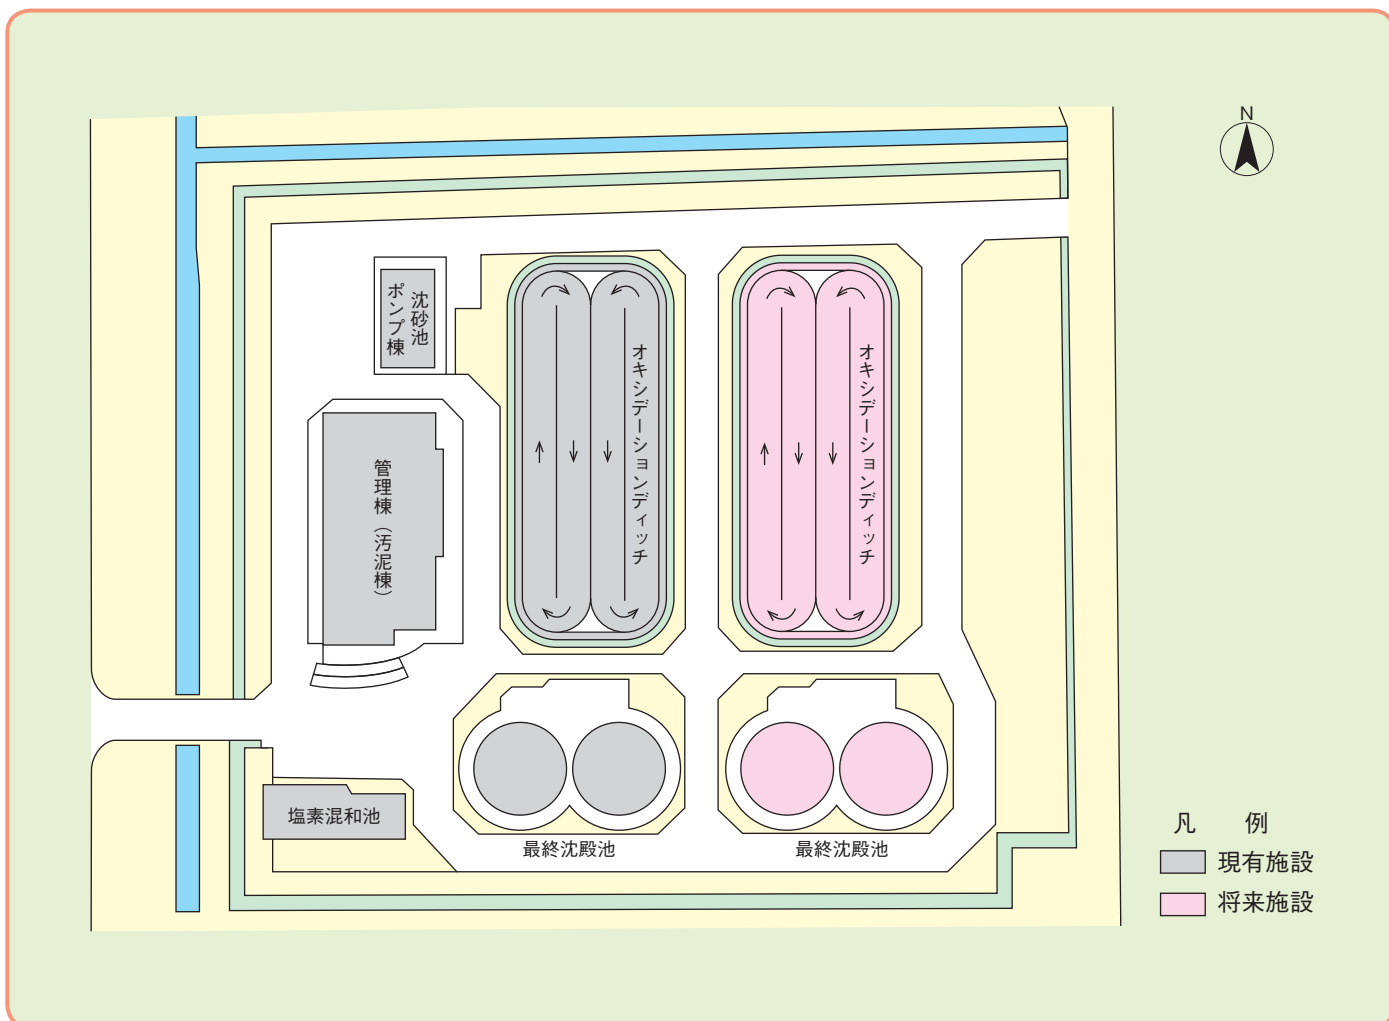 N
沈砂池
ポンプ棟
オキシデーションディッチ
オキシデーションディッチ
管理棟（汚泥棟）
塩素混和池
最終沈殿池
最終沈殿池
凡　例
現有施設
将来施設